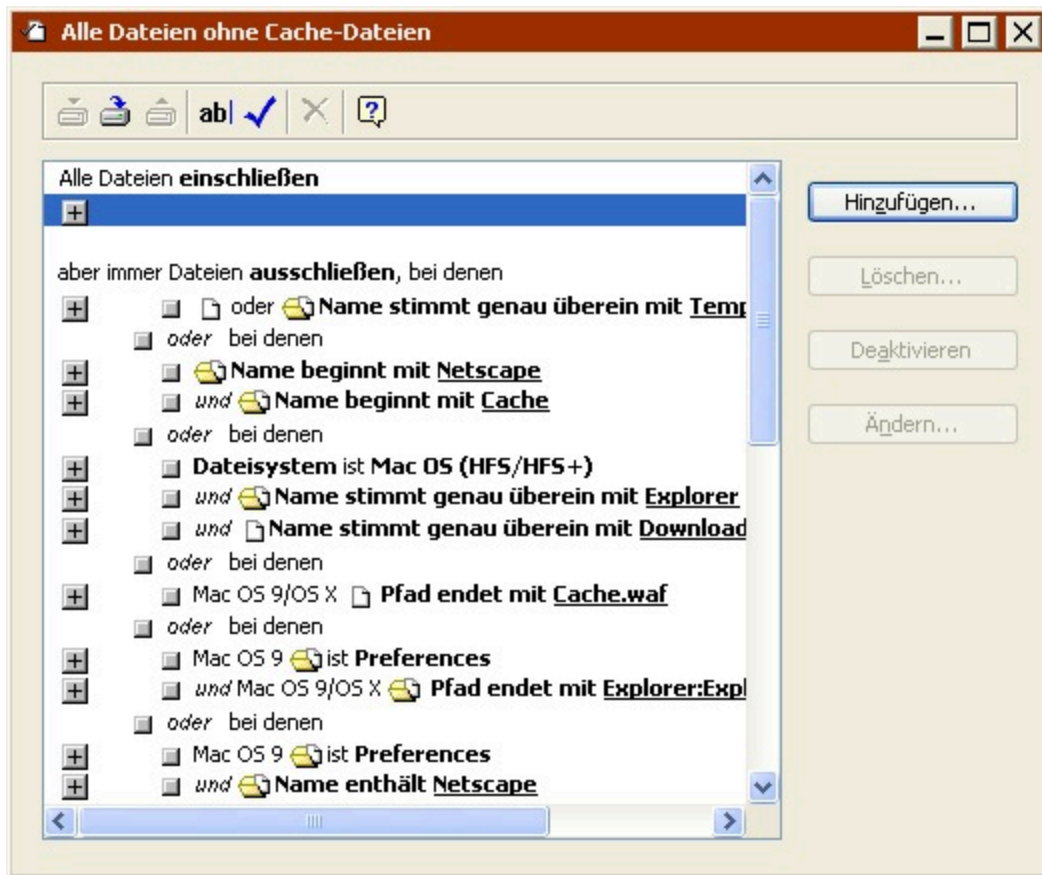 Alle Dateien ohne Cache-Dateien
ab|
Alle Dateien einschließen
aber immer Dateien ausschließen, bei denen
oder Name stimmt genau überein mit Temp
oder bei denen
Name beginnt mit Netscape
und Name beginnt mit Cache
oder bei denen
Dateisystem ist Mac OS (HFS/HFS+)
und Name stimmt genau überein mit Explorer
und Name stimmt genau überein mit Download
oder bei denen
Mac OS 9/OS X Pfad endet mit Cache.waf
oder bei denen
Mac OS 9 ist Preferences
und Mac OS 9/OS X Pfad endet mit Explorer:Expl
oder bei denen
Mac OS 9 ist Preferences
und Name enthält Netscape
Hinzufügen...
Löschen...
Deaktivieren
Ändern...